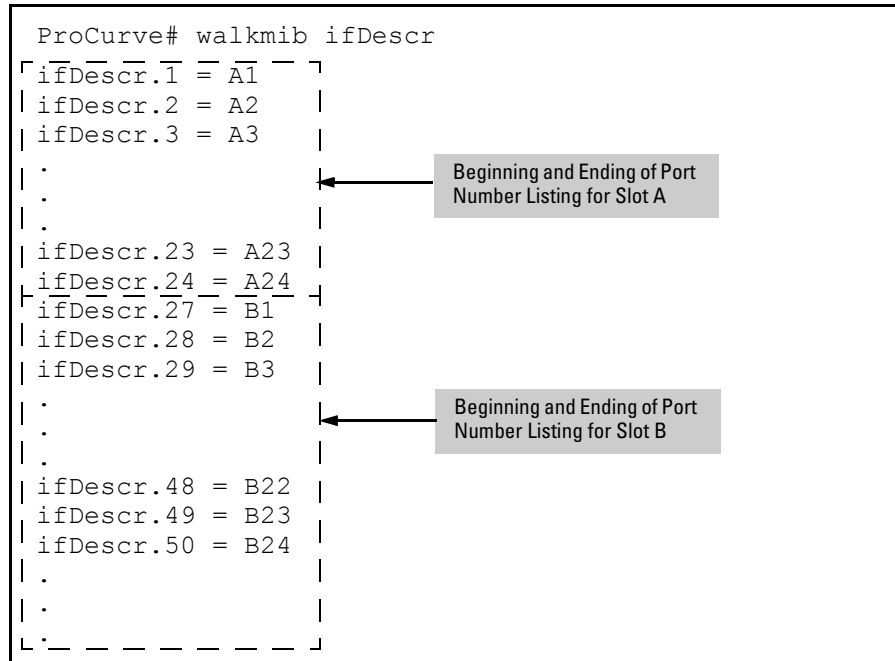 ProCurve# walkmib ifDescr
ifDescr.1 = A1
ifDescr.2 = A2
ifDescr.3 = A3
.
.
.
ifDescr.23 = A23
ifDescr.24 = A24
Beginning and Ending of Port
Number Listing for Slot A
ifDescr.27 = B1
ifDescr.28 = B2
ifDescr.29 = B3
.
.
.
ifDescr.48 = B22
ifDescr.49 = B23
ifDescr.50 = B24
.
.
.
Beginning and Ending of Port
Number Listing for Slot B